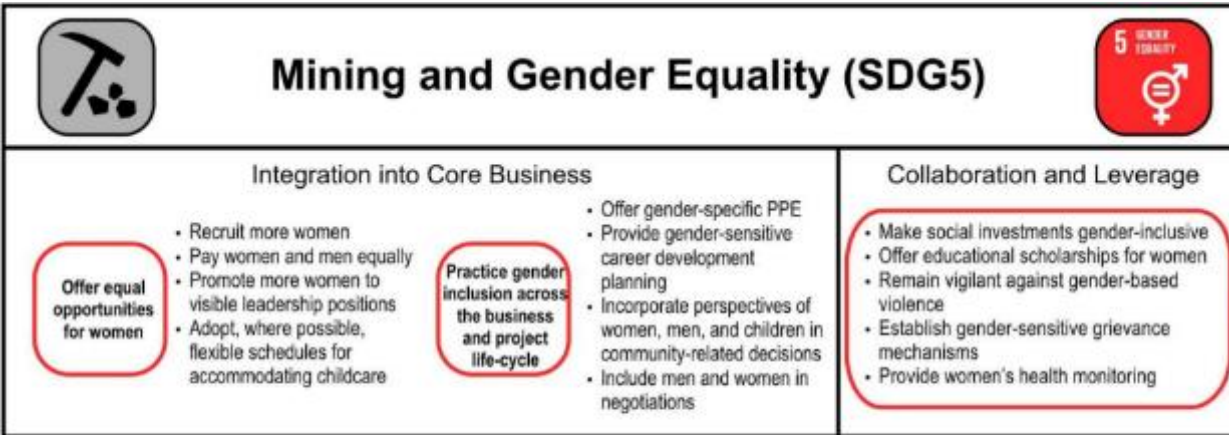 Mining and Gender Equality (SDG5)
5 GENDER
EQUALITY
Integration into Core Business
Offer equal
opportunities
for women
• Recruit more women
• Pay women and men equally
• Promote more women to
visible leadership positions
• Adopt, where possible,
flexible schedules for
accommodating childcare
Practice gender
inclusion across
the business
and project
life-cycle
• Offer gender-specific PPE
• Provide gender-sensitive
career development
planning
• Incorporate perspectives of
women, men, and children in
community-related decisions
• Include men and women in
negotiations
Collaboration and Leverage
• Make social investments gender-inclusive
• Offer educational scholarships for women
• Remain vigilant against gender-based
violence
• Establish gender-sensitive grievance
mechanisms
• Provide women's health monitoring